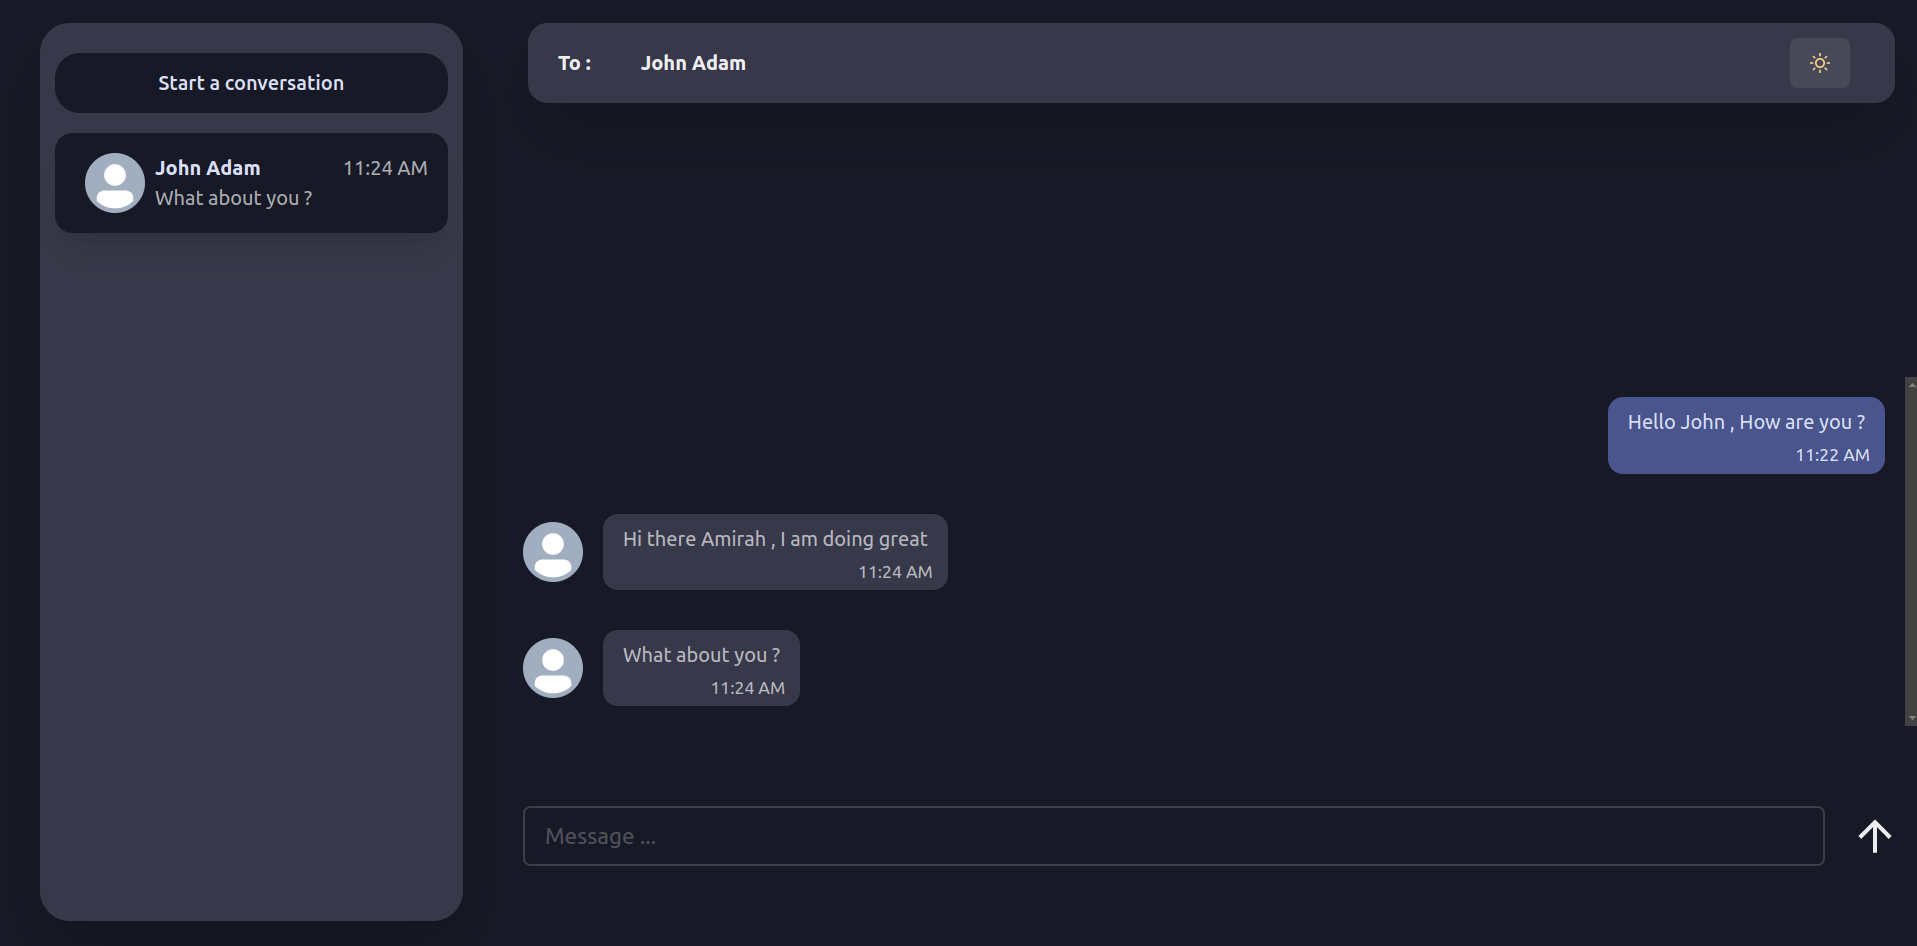 Start a conversation
John Adam 11:24 AM
What about you ?
To : John Adam
Hello John , How are you ?
11:22 AM
Hi there Amirah , I am doing great
11:24 AM
What about you ?
11:24 AM
Message ...